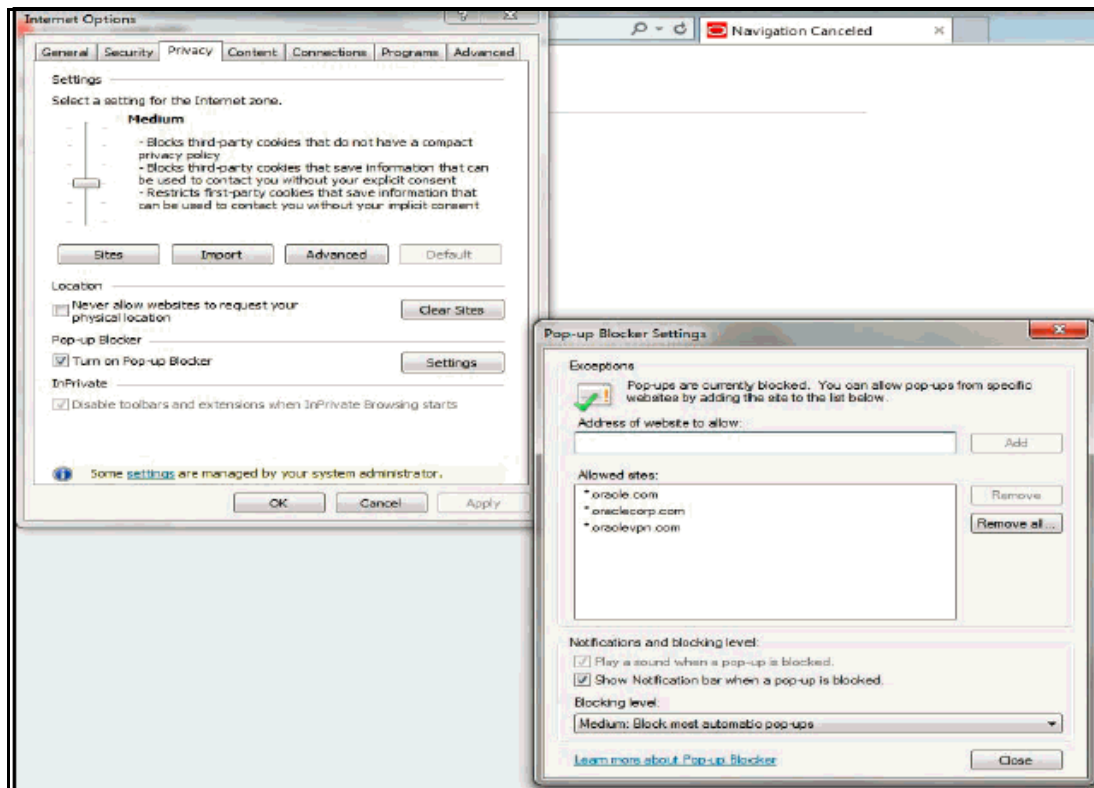 Internet Options
Navigation Canceled
General Security Privacy Content Connections Programs Advanced
Settings
Select a setting for the Internet zone.
Medium
- Blocks third-party cookies that do not have a compact
privacy policy
- Blocks third-party cookies that save information that can
be used to contact you without your explicit consent
- Restricts first-party cookies that save information that
can be used to contact you without your implicit consent
Sites Import Advanced Default
Location
Never allow websites to request your
physical location
Clear Sites
Pop-up Blocker
Turn on Pop-up Blocker
Settings
InPrivate
Disable toolbars and extensions when InPrivate Browsing starts
Some settings are managed by your system administrator.
OK Cancel Apply
Pop-up Blocker Settings
Exceptions
Pop-ups are currently blocked. You can allow pop-ups from specific
websites by adding the site to the list below.
Address of website to allow:
Add
Allowed sites:
*.oracle.com
*.oraclecorp.com
*.oraclevpn.com
Remove
Remove all...
Notifications and blocking level:
Play a sound when a pop-up is blocked.
Show Notification bar when a pop-up is blocked.
Blocking level:
Medium: Block most automatic pop-ups
Learn more about Pop-up Blocker
Close